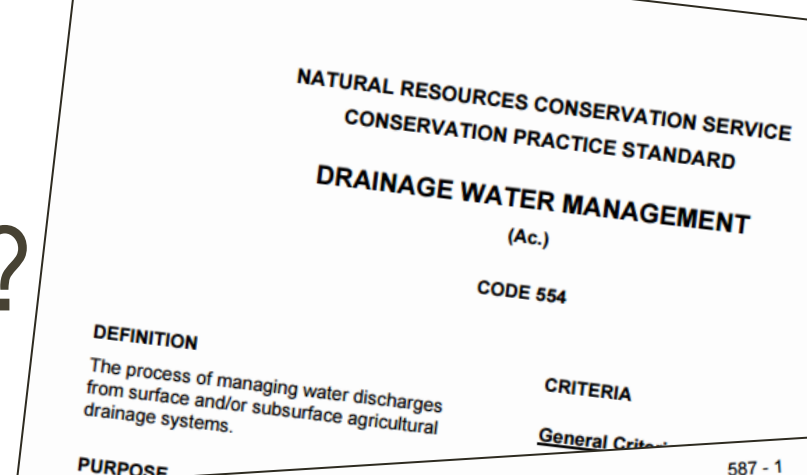 ?
NATURAL RESOURCES CONSERVATION SERVICE
CONSERVATION PRACTICE STANDARD
DRAINAGE WATER MANAGEMENT
(Ac.)
CODE 554
DEFINITION
The process of managing water discharges
from surface and/or subsurface agricultural
drainage systems.
PURPOSE
CRITERIA
General
587 - 1